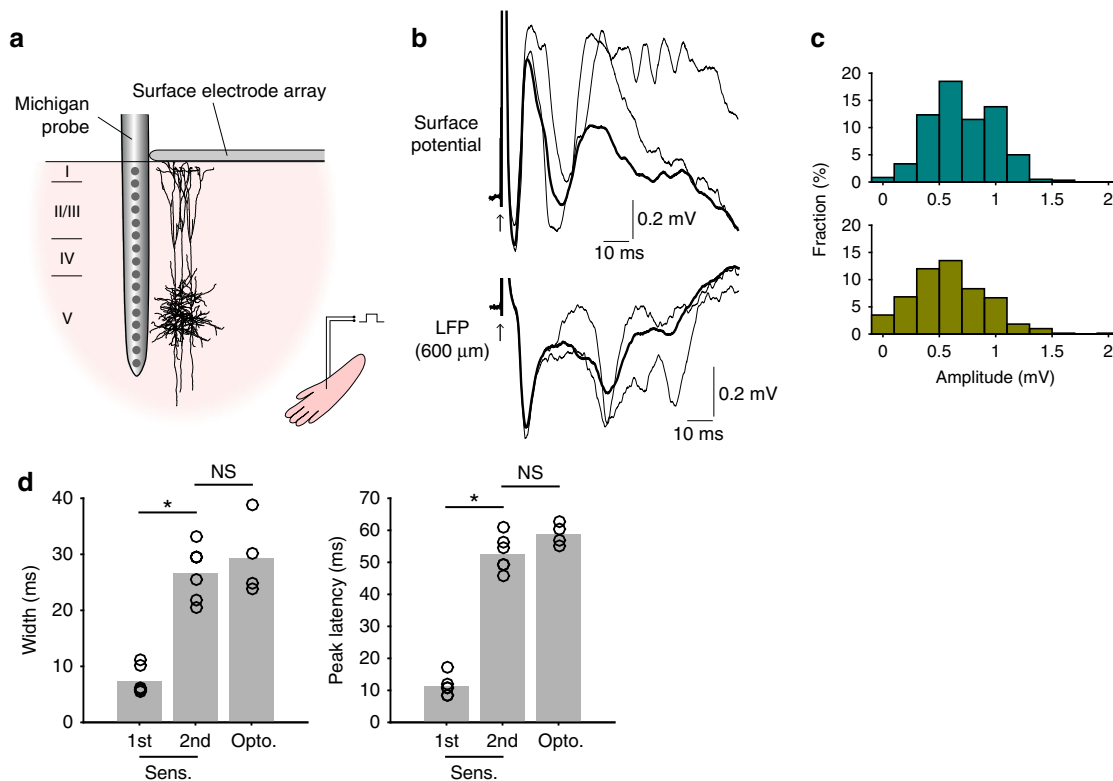 a
Michigan
probe
Surface electrode array
I
II/III
IV
V
b
Surface
potential
↑
0.2 mV
10 ms
LFP
(600 μm)
↑
0.2 mV
10 ms
c
20
15
10
5
0
0 0.5 1 1.5 2
Fraction (%)
20
15
10
5
0
0 0.5 1 1.5 2
Amplitude (mV)
d
NS
*
40
30
20
10
0
Width (ms)
1st 2nd Opto.
Sens.
NS
*
70
60
50
40
30
20
10
0
Peak latency (ms)
1st 2nd Opto.
Sens.